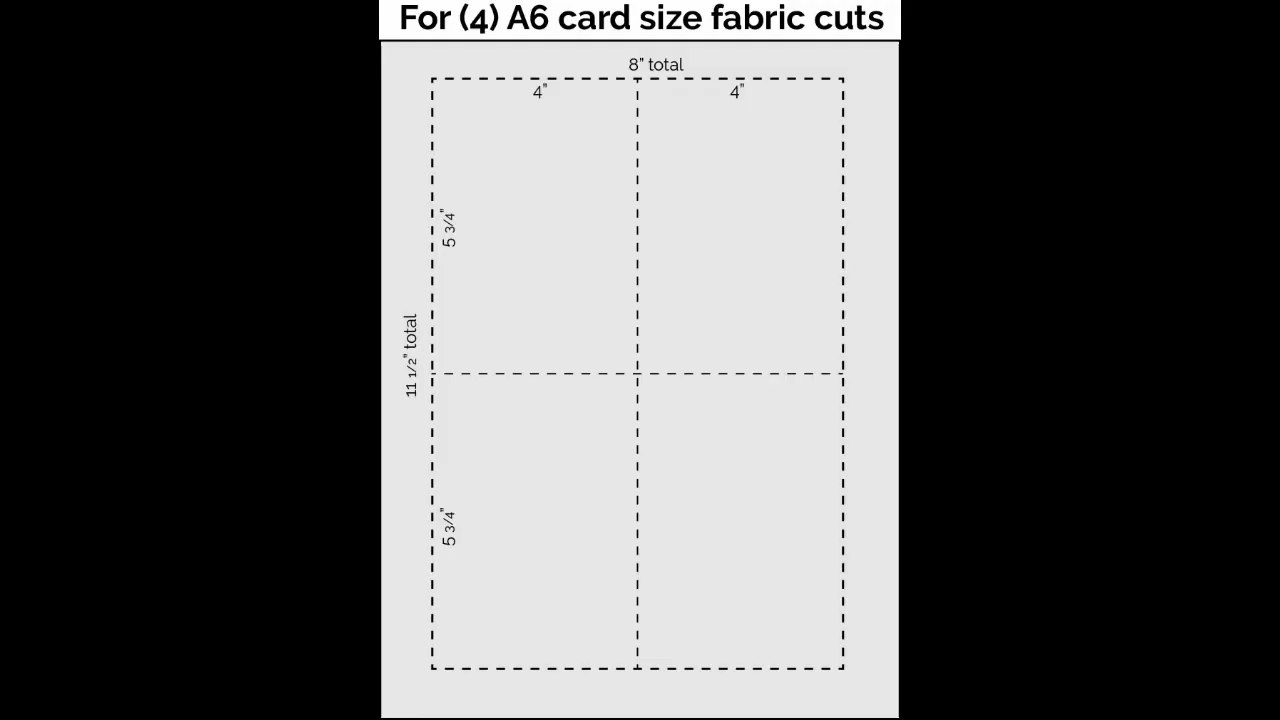 For (4) A6 card size fabric cuts
8” total
4”
4”
5 3/4”
11 1/2” total
5 3/4”